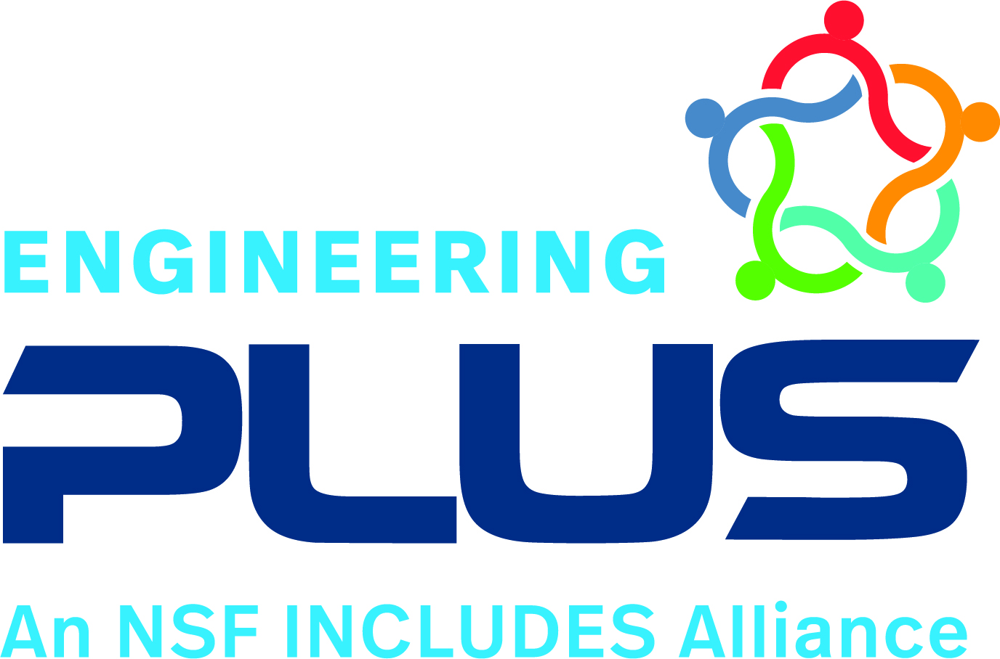 ENGINEERING
PLUS
An NSF INCLUDES Alliance